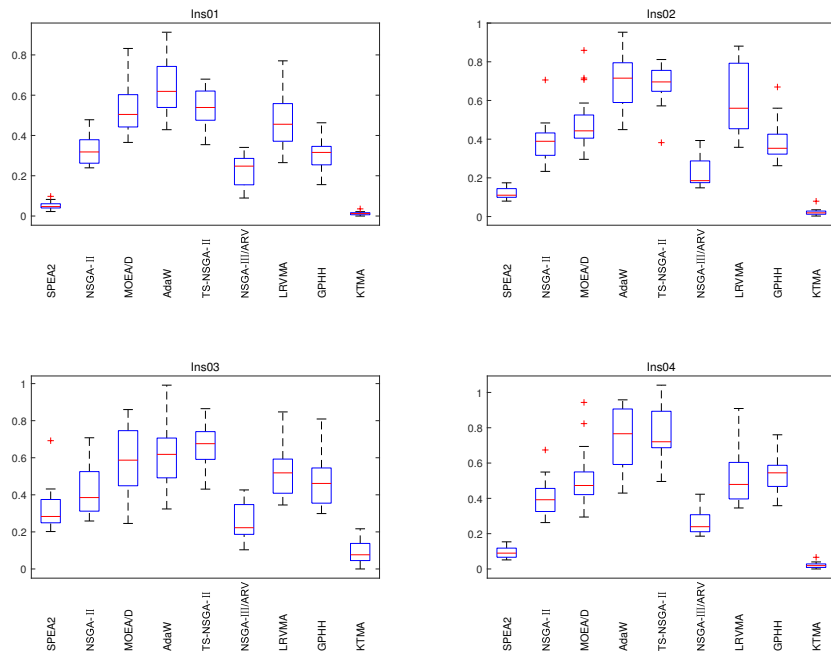 Ins01
0.8
0.6
0.4
0.2
0
SPEA2
NSGA-II
MOEA/D
AdaW
TS-NSGA-II
NSGA-III/ARV
LRVMA
GPHH
KTMA
Ins02
1
0.8
0.6
0.4
0.2
0
SPEA2
NSGA-II
MOEA/D
AdaW
TS-NSGA-II
NSGA-III/ARV
LRVMA
GPHH
KTMA
Ins03
1
0.8
0.6
0.4
0.2
0
SPEA2
NSGA-II
MOEA/D
AdaW
TS-NSGA-II
NSGA-III/ARV
LRVMA
GPHH
KTMA
Ins04
1
0.8
0.6
0.4
0.2
0
SPEA2
NSGA-II
MOEA/D
AdaW
TS-NSGA-II
NSGA-III/ARV
LRVMA
GPHH
KTMA